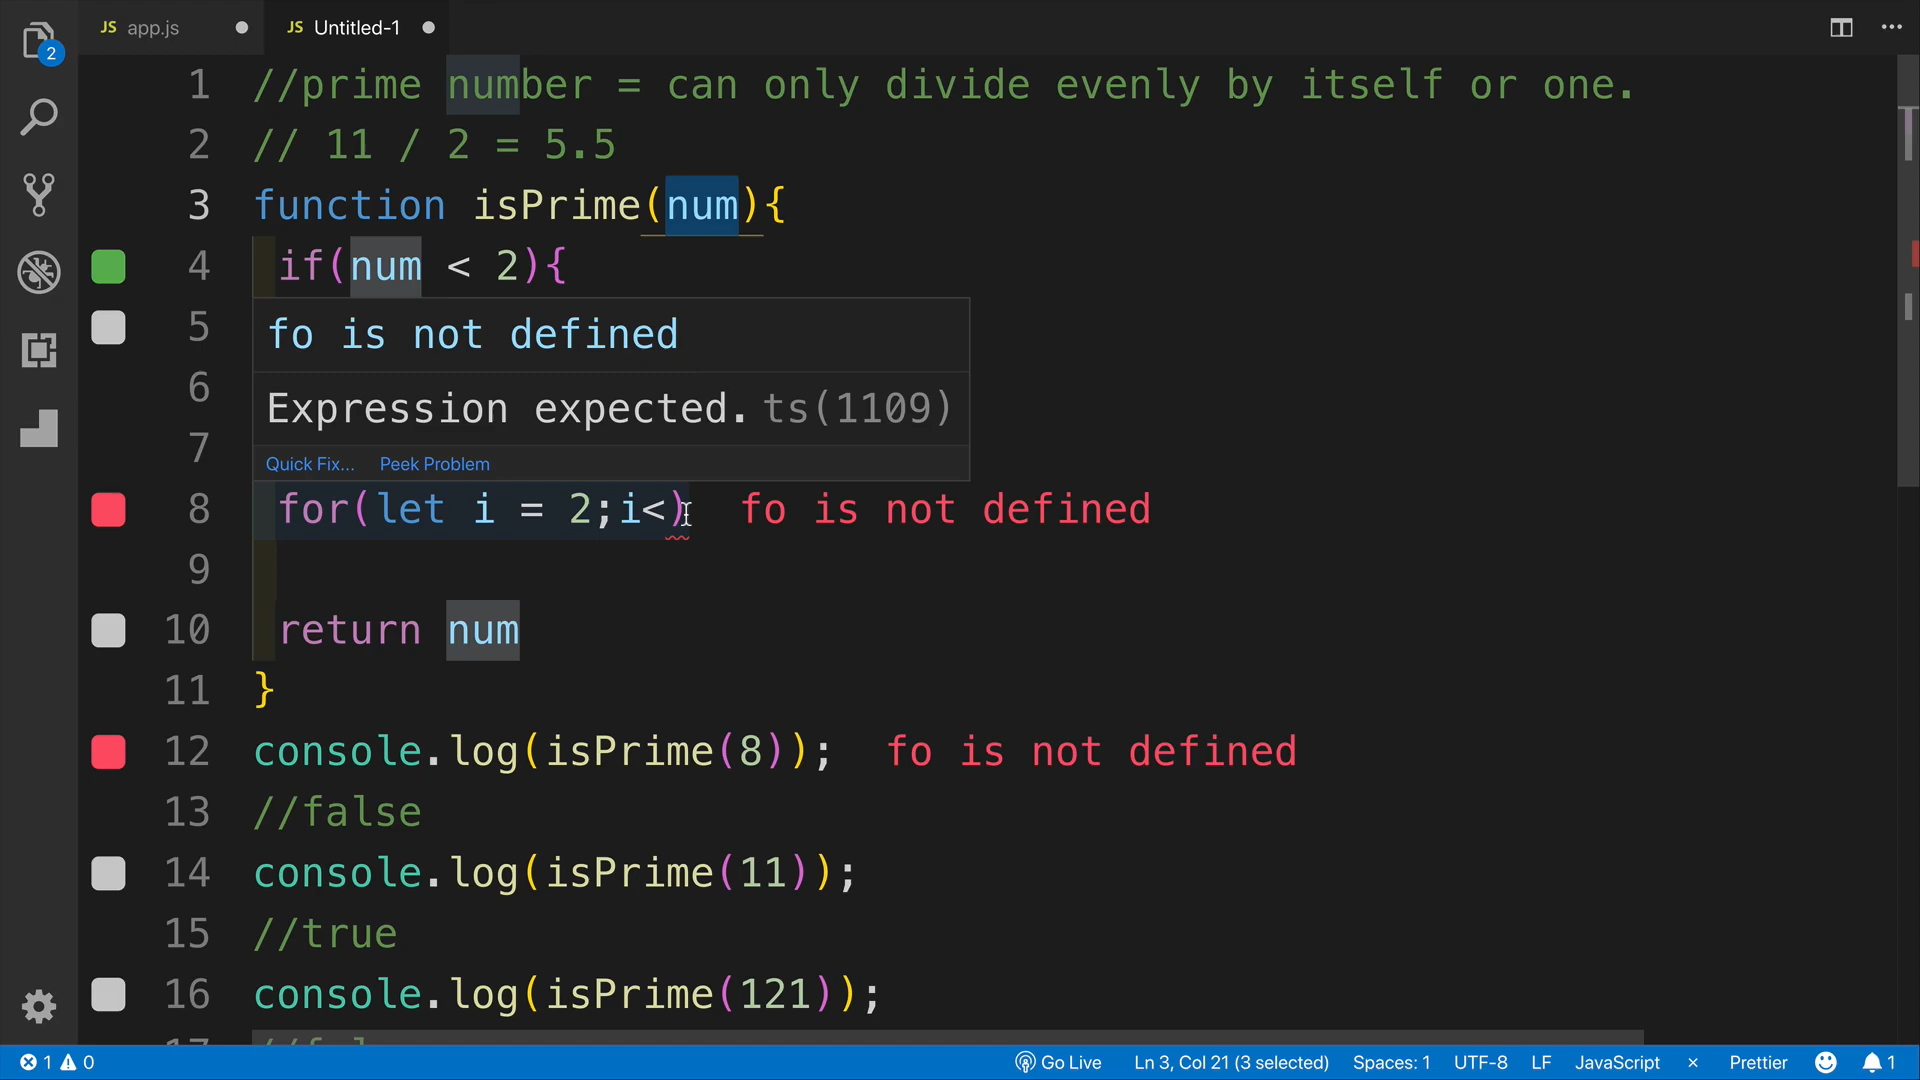 JS app.js JS Untitled-1
2
1 //prime number = can only divide evenly by itself or one.
2 // 11 / 2 = 5.5
3 function isPrime(num){
4 if(num < 2){
5 fo is not defined
6 Expression expected. ts(1109)
7 Quick Fix... Peek Problem
8 for(let i = 2;i<) fo is not defined
9
10 return num
11 }
12 console.log(isPrime(8)); fo is not defined
13 //false
14 console.log(isPrime(11));
15 //true
16 console.log(isPrime(121));
1 0 Go Live Ln 3, Col 21 (3 selected) Spaces: 1 UTF-8 LF JavaScript × Prettier 1